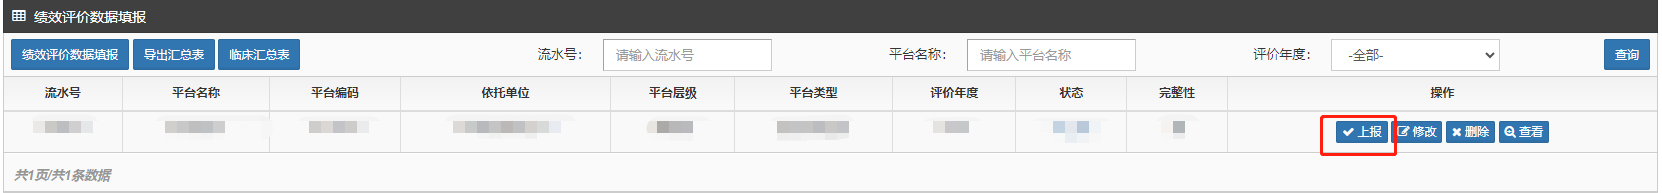 绩效评价数据填报
绩效评价数据填报 导出汇总表 临床汇总表 流水号： 请输入流水号 平台名称： 请输入平台名称 评价年度： -全部- 查询
流水号 平台名称 平台编码 依托单位 平台层级 平台类型 评价年度 状态 完整性 操作
上报 修改 删除 查看
共1页/共1条数据